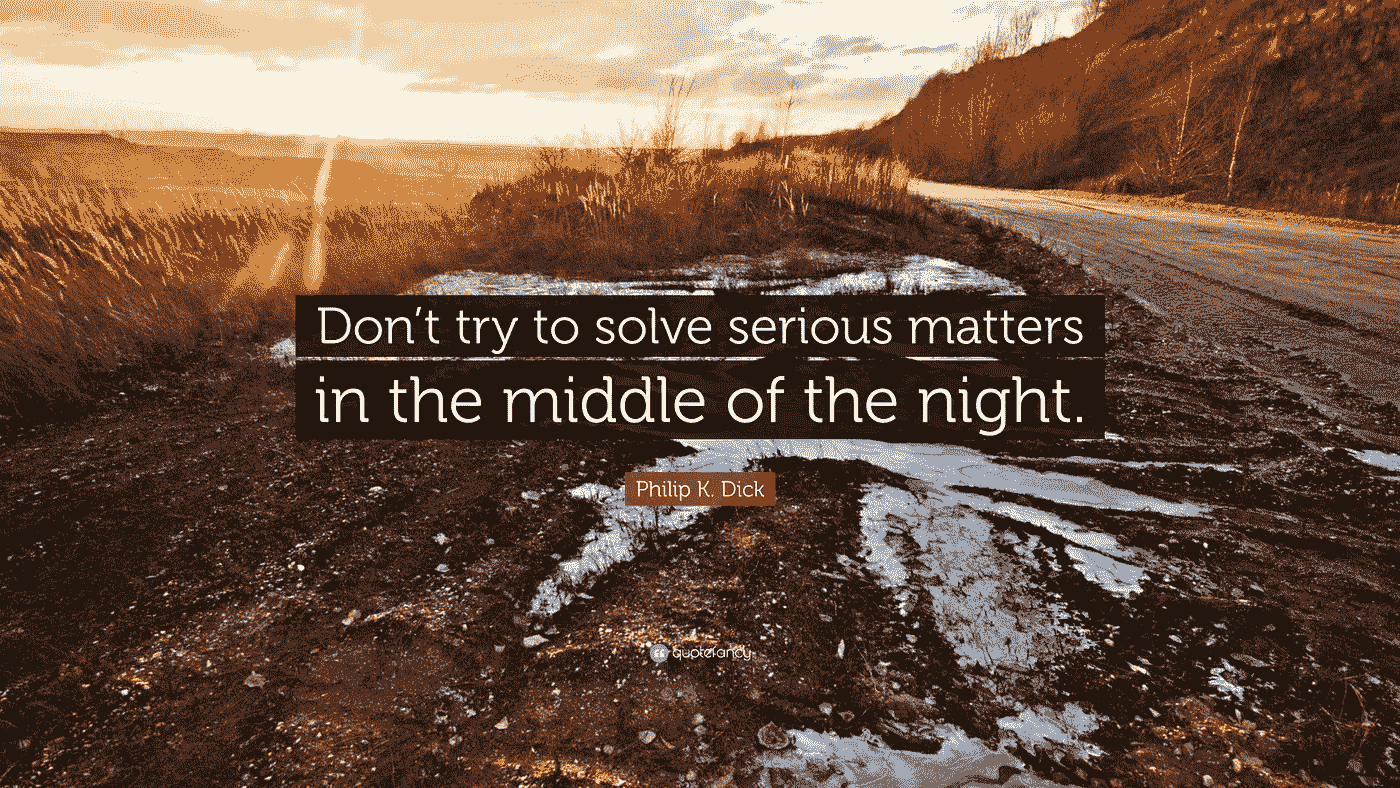 Don’t try to solve serious matters
in the middle of the night.
Philip K. Dick
quotefancy